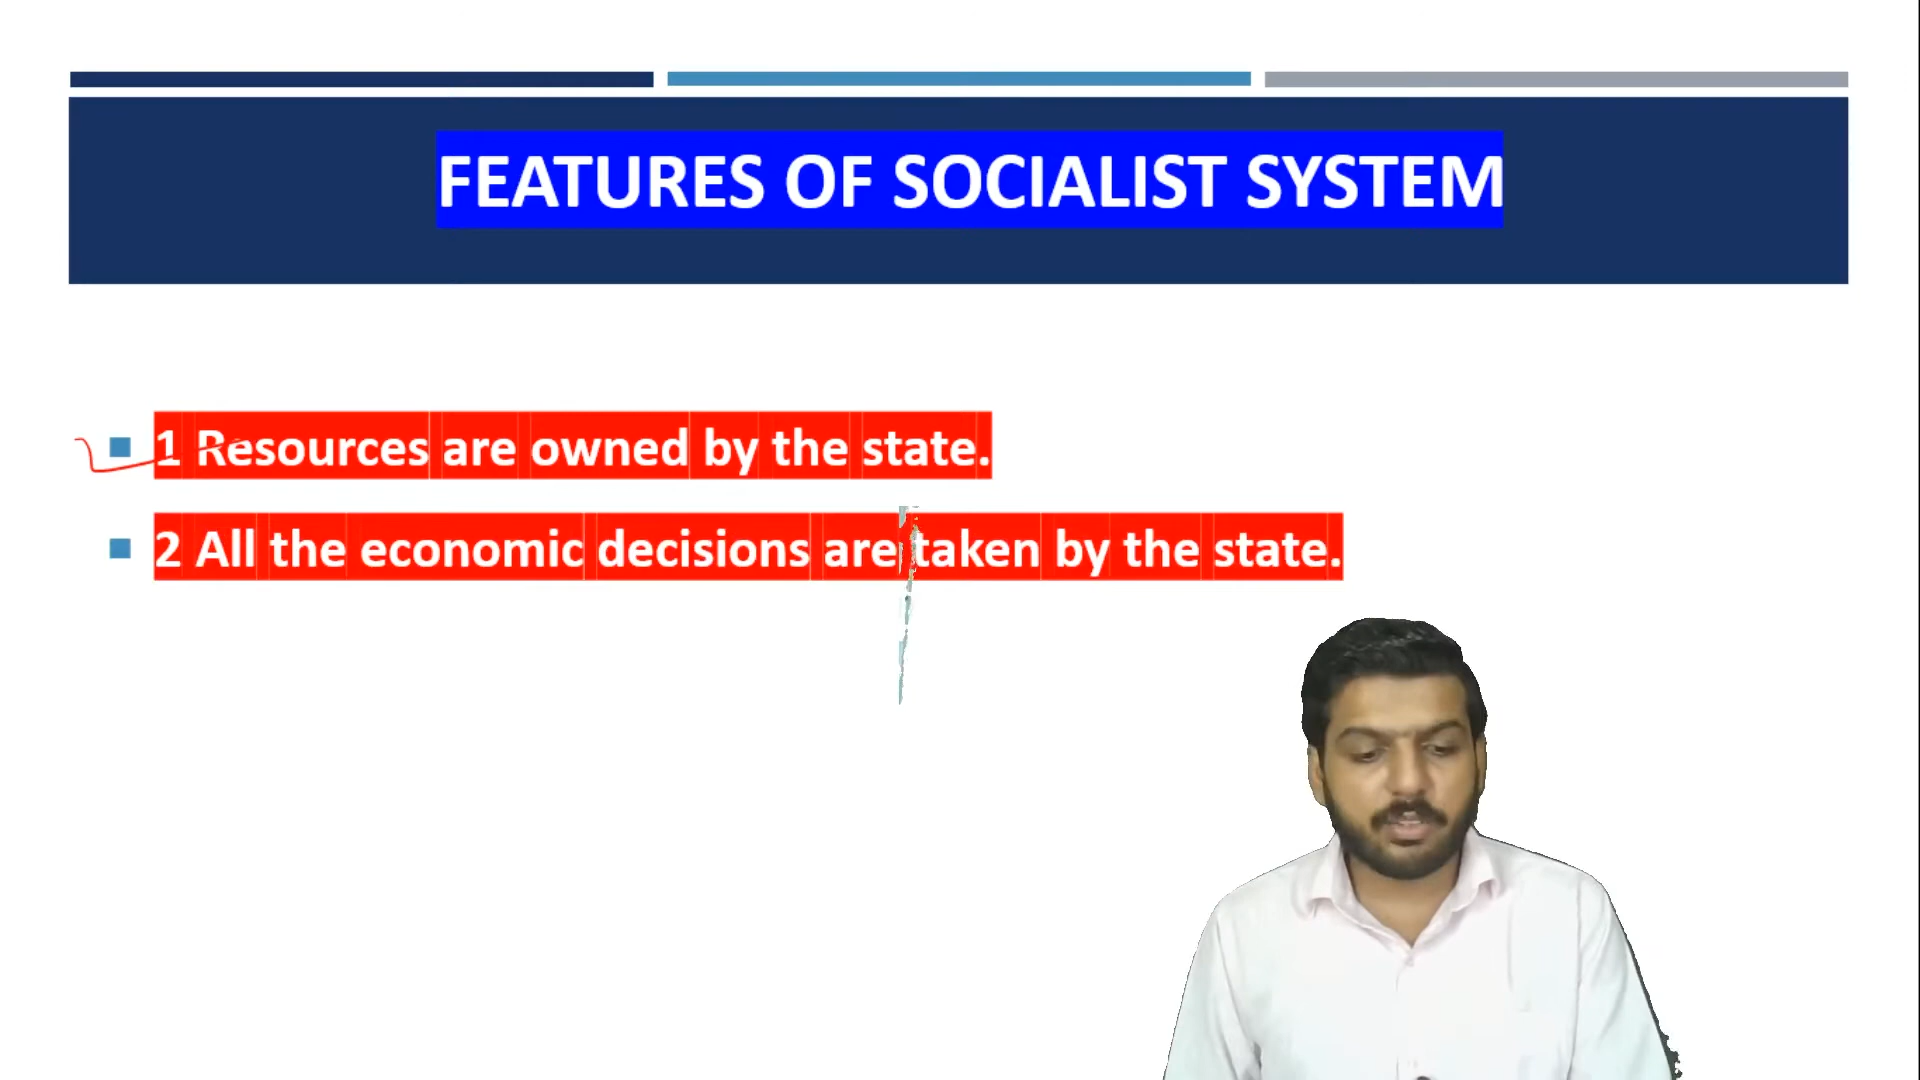 FEATURES OF SOCIALIST SYSTEM
1 Resources are owned by the state.
2 All the economic decisions are taken by the state.